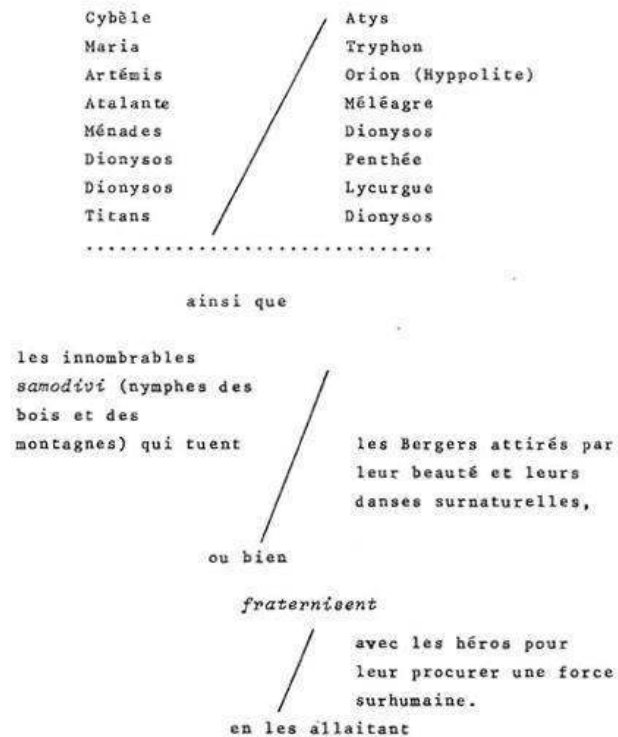 Cybèle Atys
Maria Tryphon
Artémis Orion (Hyppolite)
Atalante Méléagre
Ménades Dionysos
Dionysos Penthée
Dionysos Lycurgue
Titans Dionysos
...............................
ainsi que
les innombrables
samodivi (nymphes des
bois et des
montagnes) qui tuent
les Bergers attirés par
leur beauté et leurs
danses surnaturelles,
ou bien
fraternisent
avec les héros pour
leur procurer une force
surhumaine.
en les allaitant